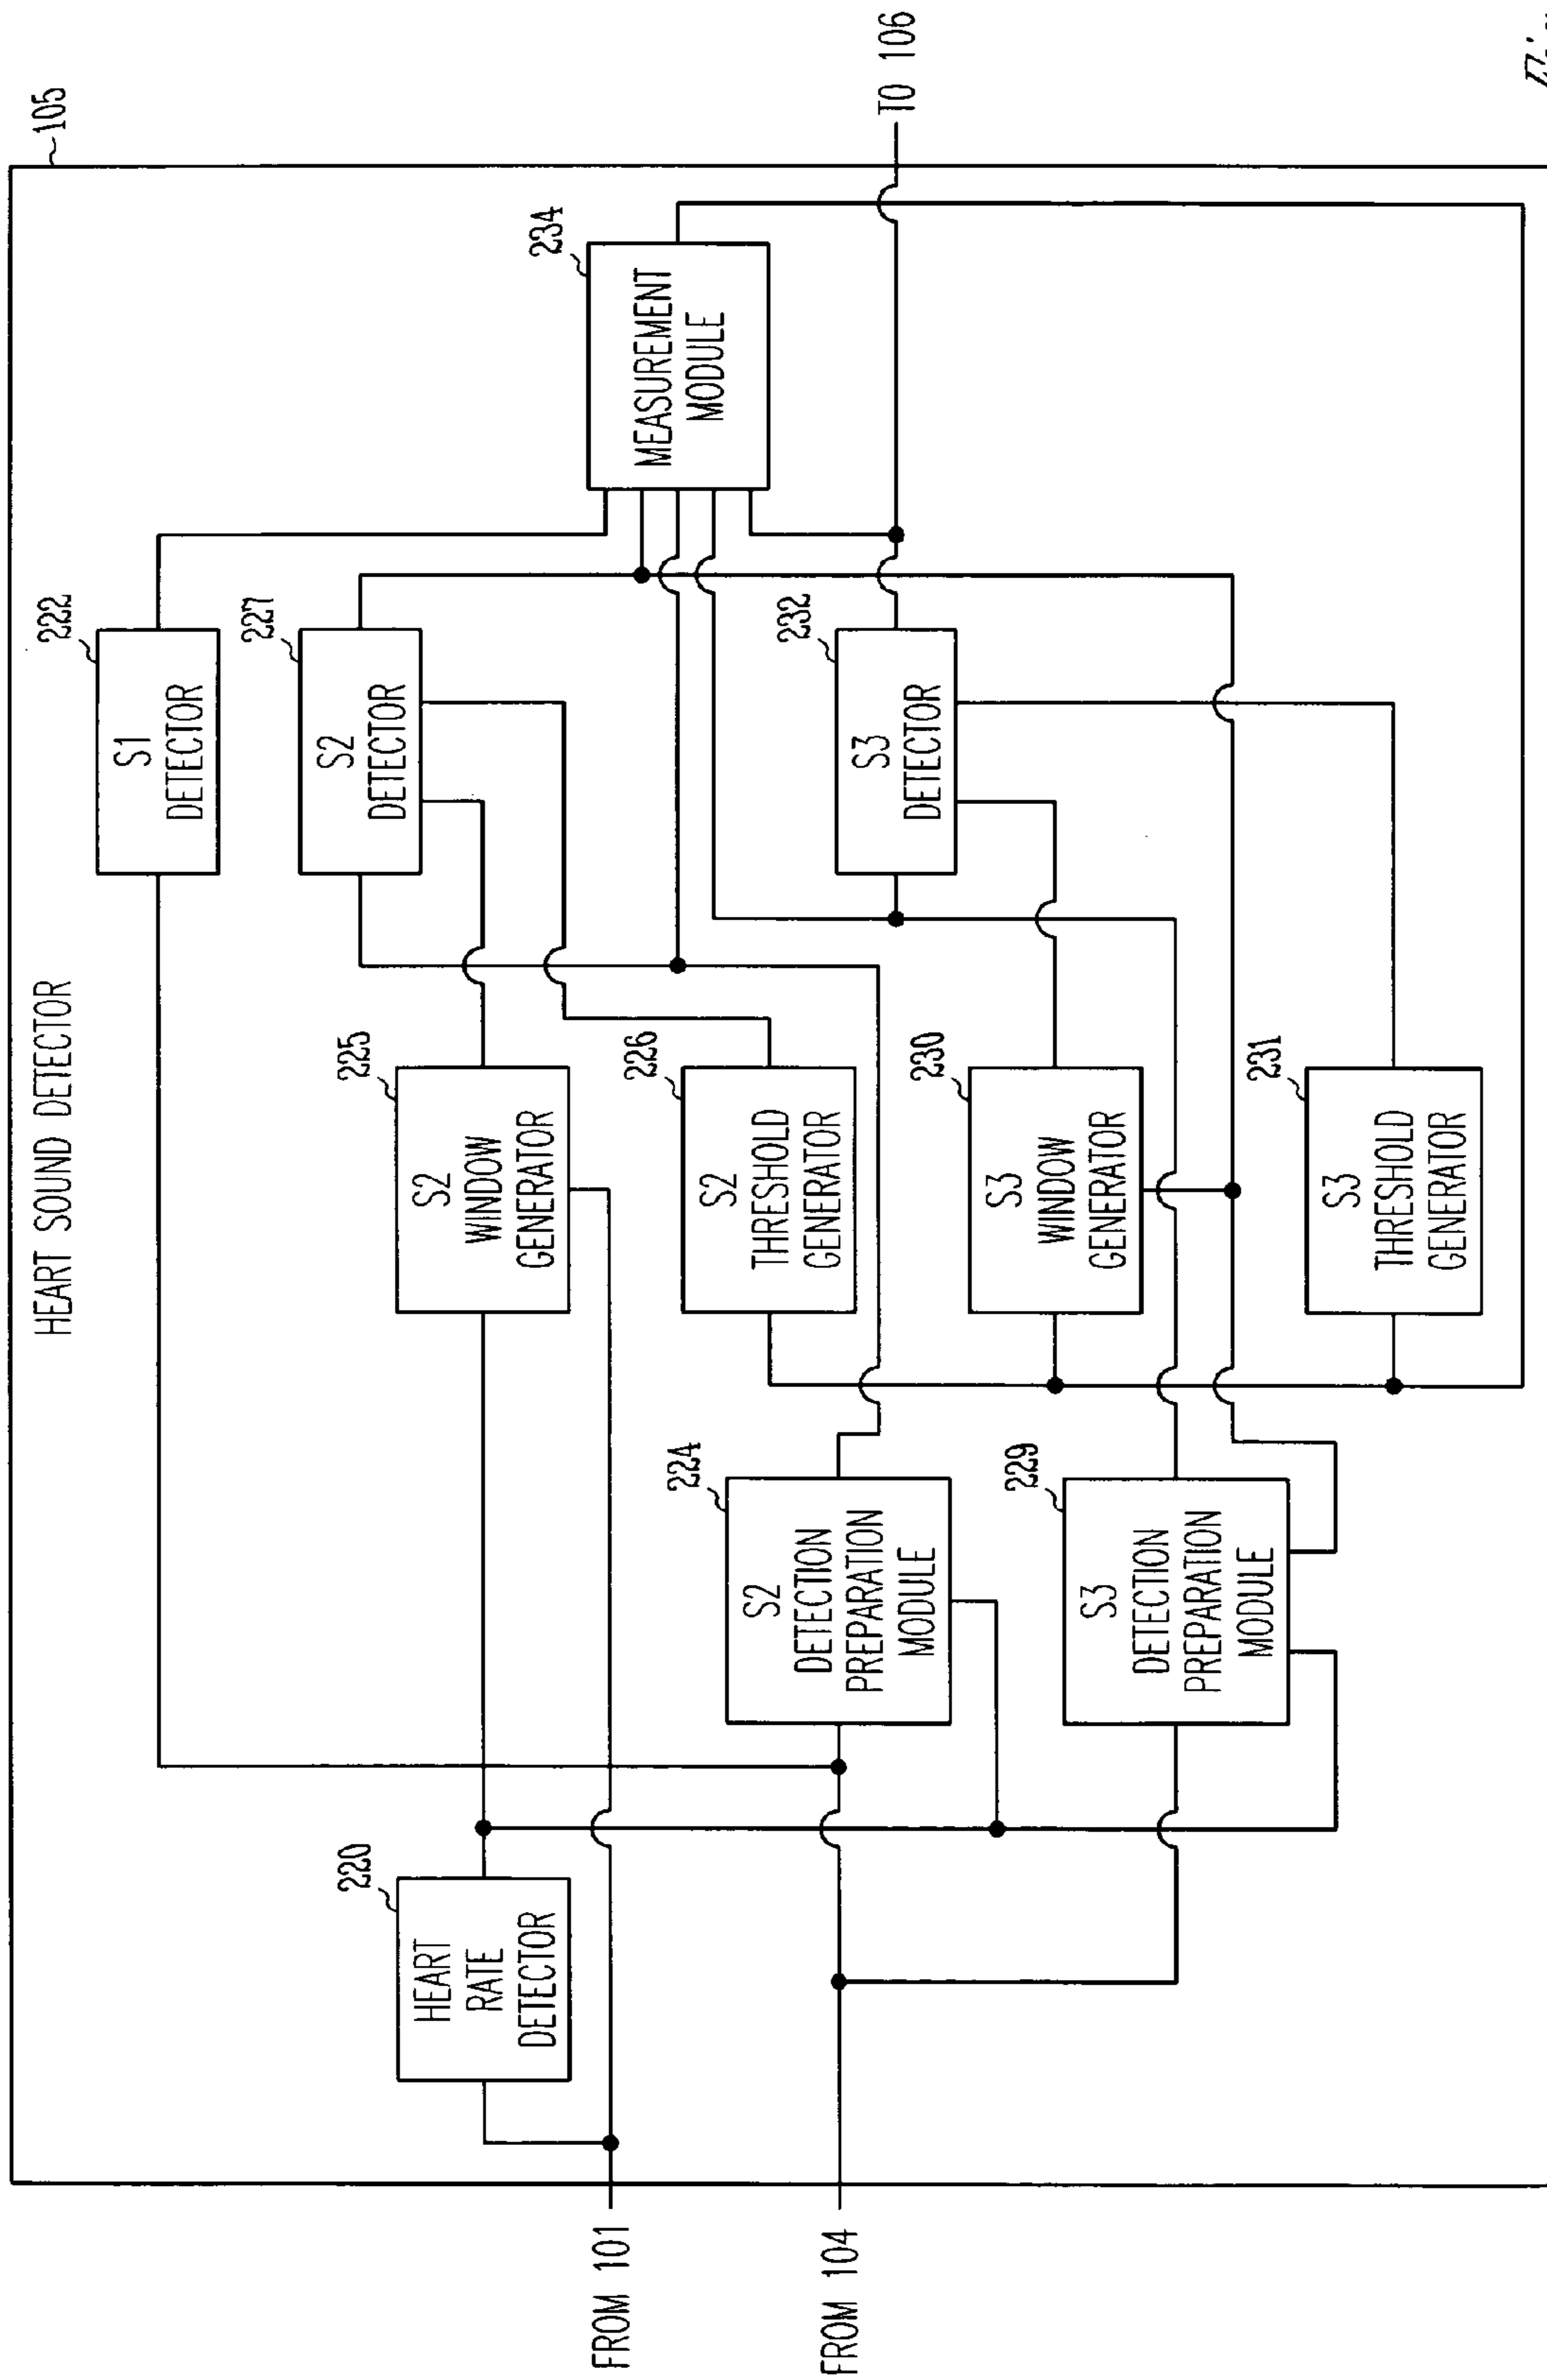 HEART SOUND DETECTOR
105
222
S1
DETECTOR
227
S2
DETECTOR
225
S2
WINDOW
GENERATOR
220
HEART
RATE
DETECTOR
234
MEASUREMENT
MODULE
226
S2
THRESHOLD
GENERATOR
224
S2
DETECTION
PREPARATION
MODULE
232
S3
DETECTOR
230
S3
WINDOW
GENERATOR
229
S3
DETECTION
PREPARATION
MODULE
231
S3
THRESHOLD
GENERATOR
FROM 101
FROM 104
TO 106